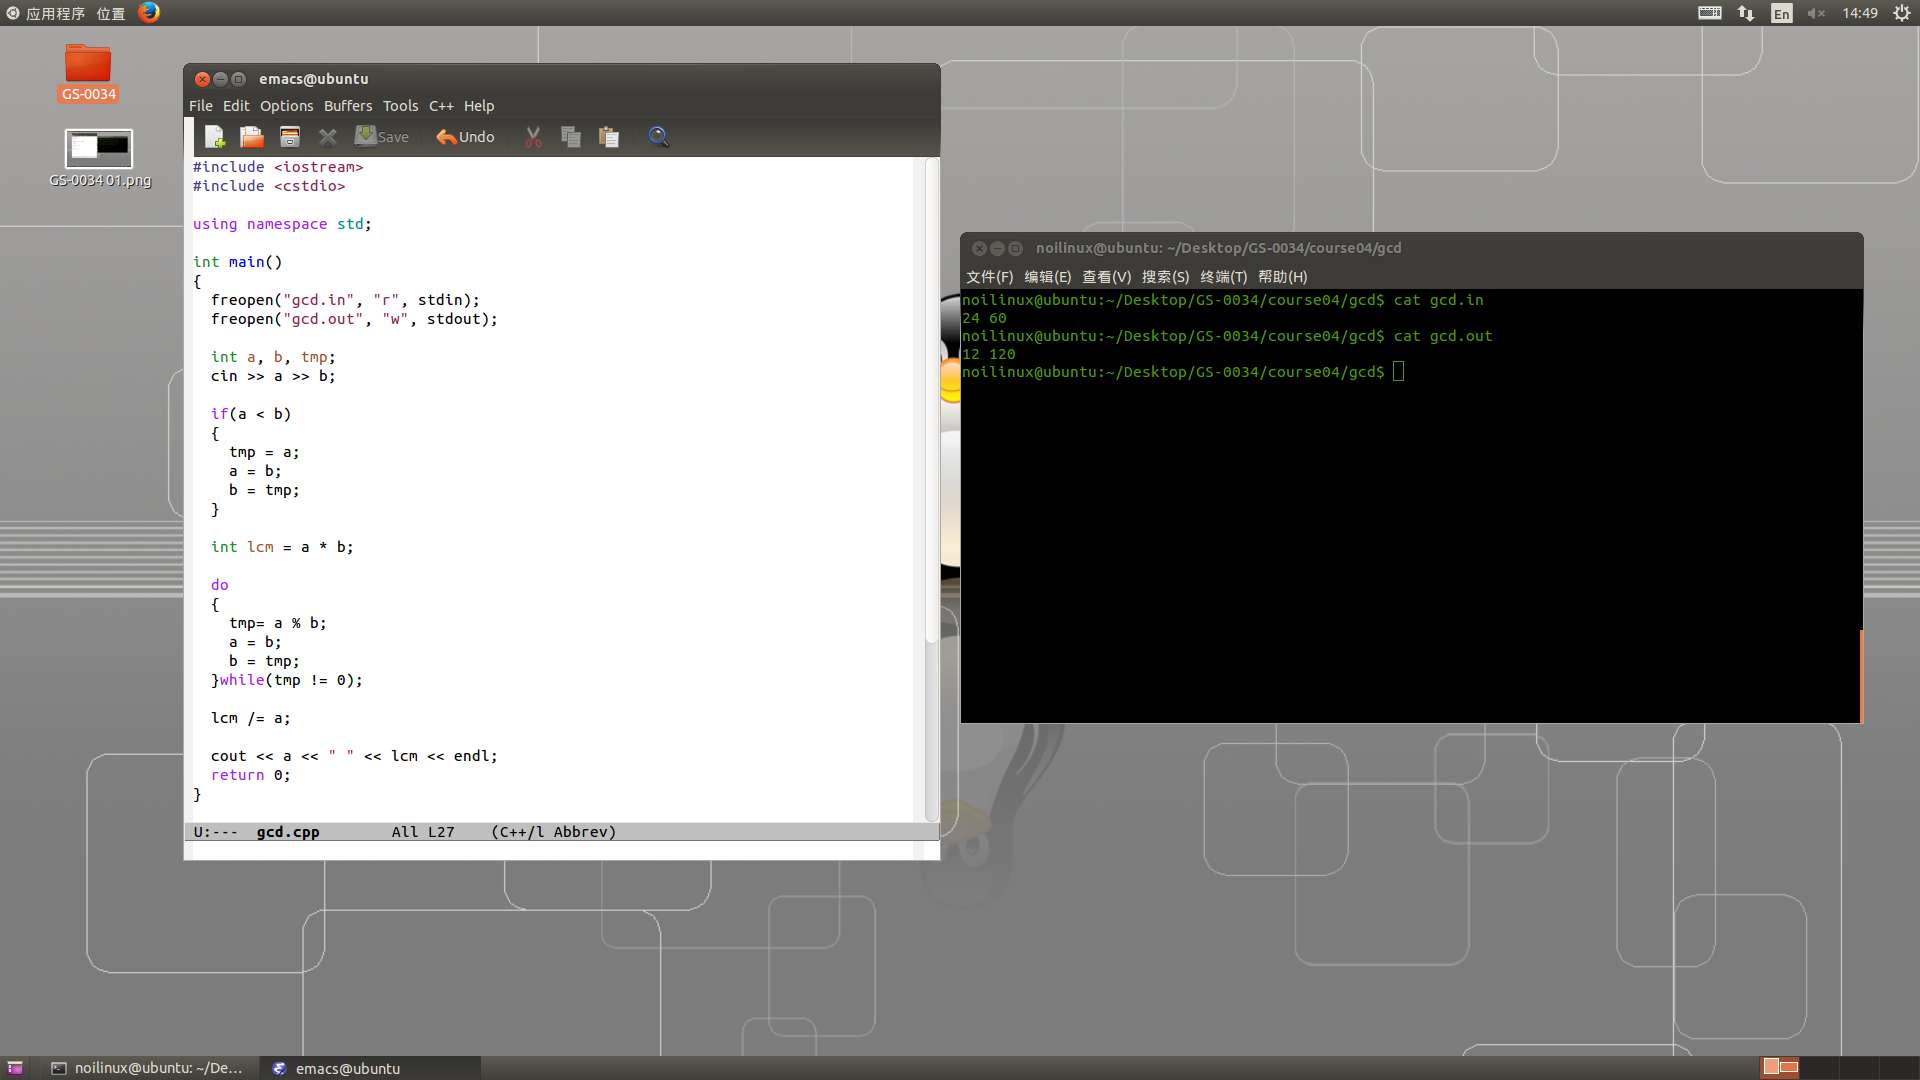 应用程序 位置
En 14:49
GS-0034
GS-0034 01.png
emacs@ubuntu
File Edit Options Buffers Tools C++ Help
Save Undo
#include <iostream>
#include <cstdio>
using namespace std;
int main()
{
freopen("gcd.in", "r", stdin);
freopen("gcd.out", "w", stdout);
int a, b, tmp;
cin >> a >> b;
if(a < b)
{
tmp = a;
a = b;
b = tmp;
}
int lcm = a * b;
do
{
tmp= a % b;
a = b;
b = tmp;
}while(tmp != 0);
lcm /= a;
cout << a << " " << lcm << endl;
return 0;
}
U:--- gcd.cpp All L27 (C++/l Abbrev)
noilinux@ubuntu: ~/Desktop/GS-0034/course04/gcd
文件(F) 编辑(E) 查看(V) 搜索(S) 终端(T) 帮助(H)
noilinux@ubuntu:~/Desktop/GS-0034/course04/gcd$ cat gcd.in
24 60
noilinux@ubuntu:~/Desktop/GS-0034/course04/gcd$ cat gcd.out
12 120
noilinux@ubuntu:~/Desktop/GS-0034/course04/gcd$
noilinux@ubuntu: ~/De...
emacs@ubuntu